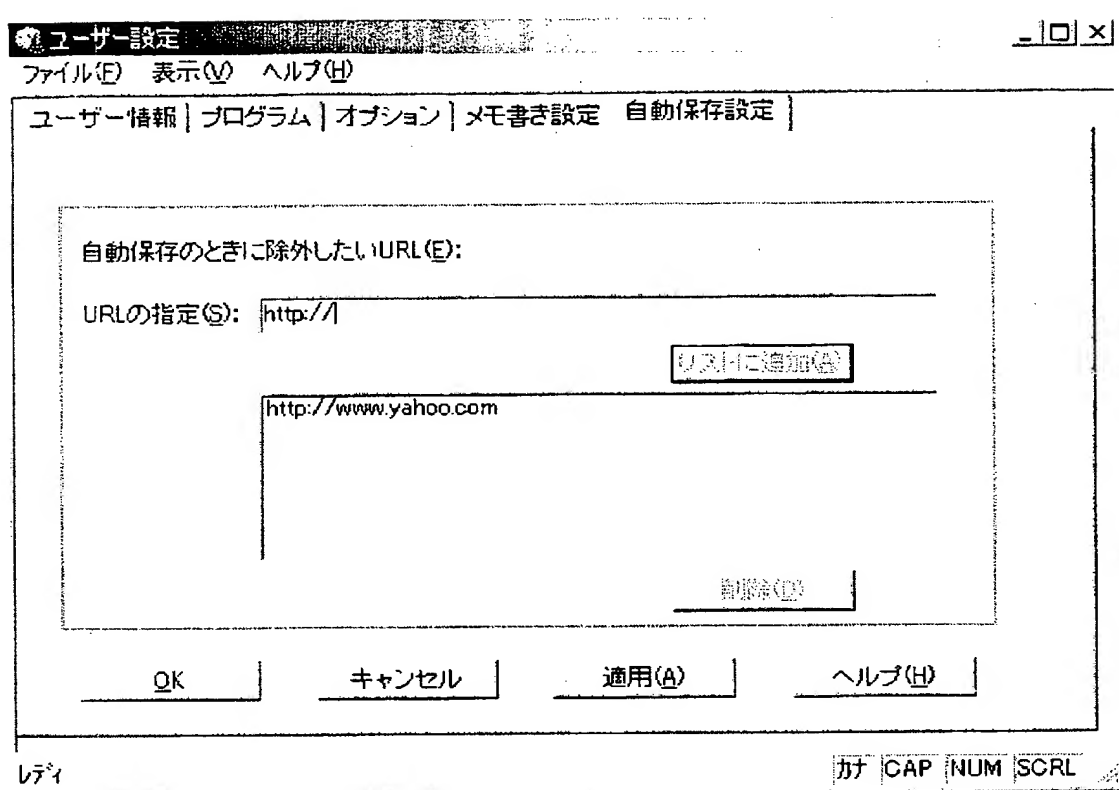 ユーザー設定
ファイル(F) 表示(V) ヘルプ(H)
ユーザー情報 プログラム オプション メモ書き設定 自動保存設定
自動保存のときに除外したいURL(E):
URLの指定(S): http://
リストに追加(A)
http://www.yahoo.com
削除(D)
OK キャンセル 適用(A) ヘルプ(H)
レディ カナ CAP NUM SCRL